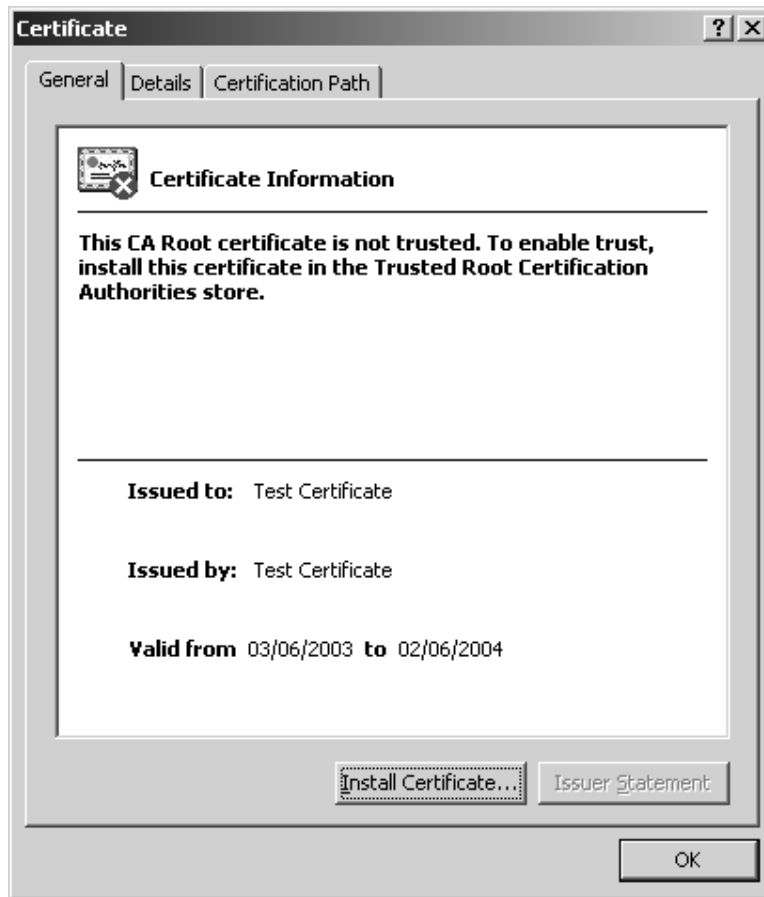 Certificate
General Details Certification Path
Certificate Information
This CA Root certificate is not trusted. To enable trust,
install this certificate in the Trusted Root Certification
Authorities store.
Issued to: Test Certificate
Issued by: Test Certificate
Valid from 03/06/2003 to 02/06/2004
Install Certificate... Issuer Statement
OK